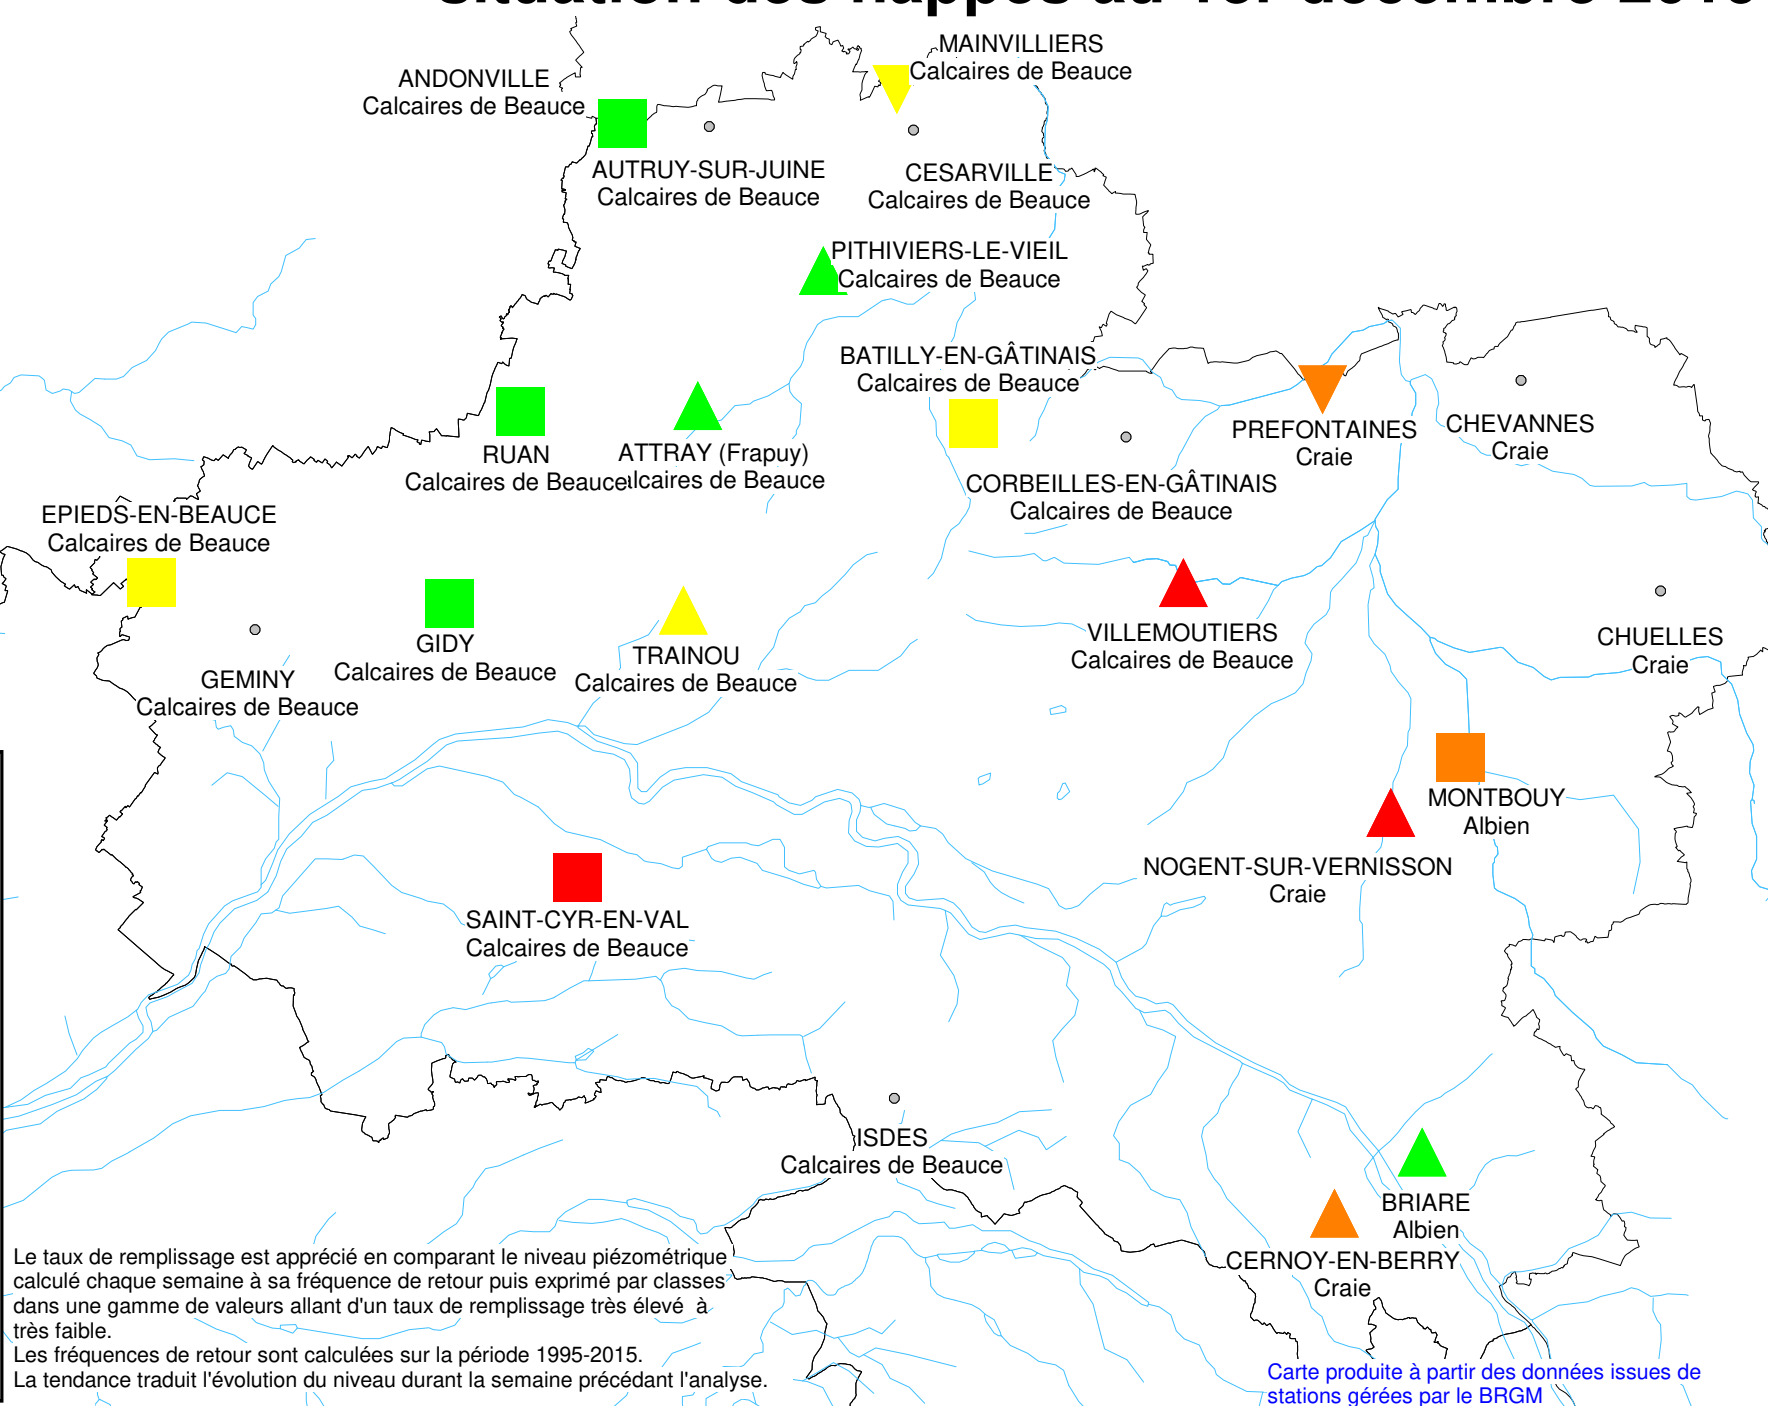 MAINVILLIERS
Calcaires de Beauce
ANDONVILLE
Calcaires de Beauce
AUTRUY-SUR-JUINE
Calcaires de Beauce
CESARVILLE
Calcaires de Beauce
PITHIVIERS-LE-VIEIL
Calcaires de Beauce
BATILLY-EN-GÂTINAIS
Calcaires de Beauce
PREFONTAINES
Craie
CHEVANNES
Craie
RUAN
Calcaires de Beauce
ATTRAY (Frapuy)
alcaires de Beauce
CORBEILLES-EN-GÂTINAIS
Calcaires de Beauce
EPIEDS-EN-BEAUCE
Calcaires de Beauce
GIDY
Calcaires de Beauce
TRAINOU
Calcaires de Beauce
VILLEMOUTIERS
Calcaires de Beauce
CHUELLES
Craie
GEMINY
Calcaires de Beauce
MONTBOUY
Albien
NOGENT-SUR-VERNISSON
Craie
SAINT-CYR-EN-VAL
Calcaires de Beauce
ISDES
Calcaires de Beauce
BRIARE
Albien
CERNOY-EN-BERRY
Craie
Le taux de remplissage est apprécié en comparant le niveau piézométrique
calculé chaque semaine à sa fréquence de retour puis exprimé par classes
dans une gamme de valeurs allant d'un taux de remplissage très élevé à
très faible.
Les fréquences de retour sont calculées sur la période 1995-2015.
La tendance traduit l'évolution du niveau durant la semaine précédant l'analyse.
Carte produite à partir des données issues de
stations gérées par le BRGM